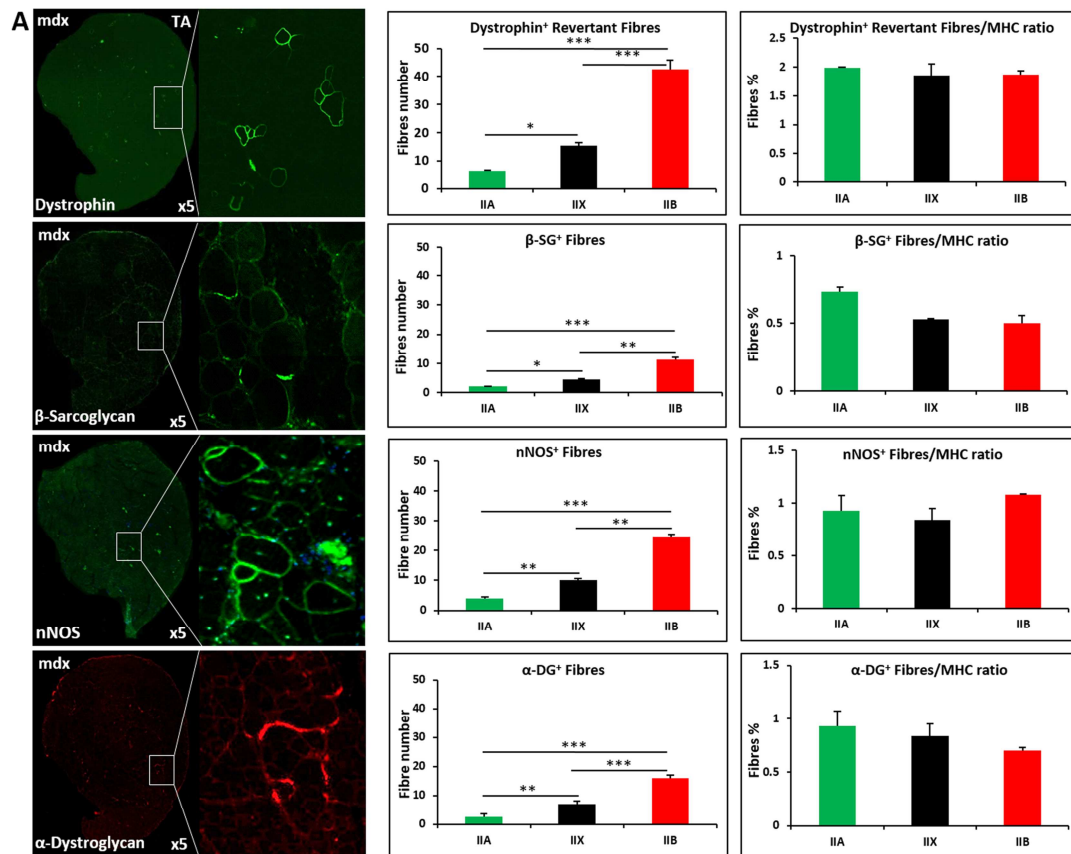 A
mdx
TA
Dystrophin
x5
Dystrophin⁺ Revertant Fibres
Fibres number
50
40
30
20
10
0
***
***
*
IIA
IIX
IIB
Dystrophin⁺ Revertant Fibres/MHC ratio
Fibres %
2.5
2
1.5
1
0.5
0
IIA
IIX
IIB
mdx
β-Sarcoglycan
x5
β-SG⁺ Fibres
Fibres number
50
40
30
20
10
0
***
**
*
IIA
IIX
IIB
β-SG⁺ Fibres/MHC ratio
Fibres %
1
0.5
0
IIA
IIX
IIB
mdx
nNOS
x5
nNOS⁺ Fibres
Fibre number
50
40
30
20
10
0
***
**
**
IIA
IIX
IIB
nNOS⁺ Fibres/MHC ratio
Fibres %
1.5
1
0.5
0
IIA
IIX
IIB
mdx
α-Dystroglycan
x5
α-DG⁺ Fibres
Fibre number
50
40
30
20
10
0
***
***
**
IIA
IIX
IIB
α-DG⁺ Fibres/MHC ratio
Fibres %
1.5
1
0.5
0
IIA
IIX
IIB